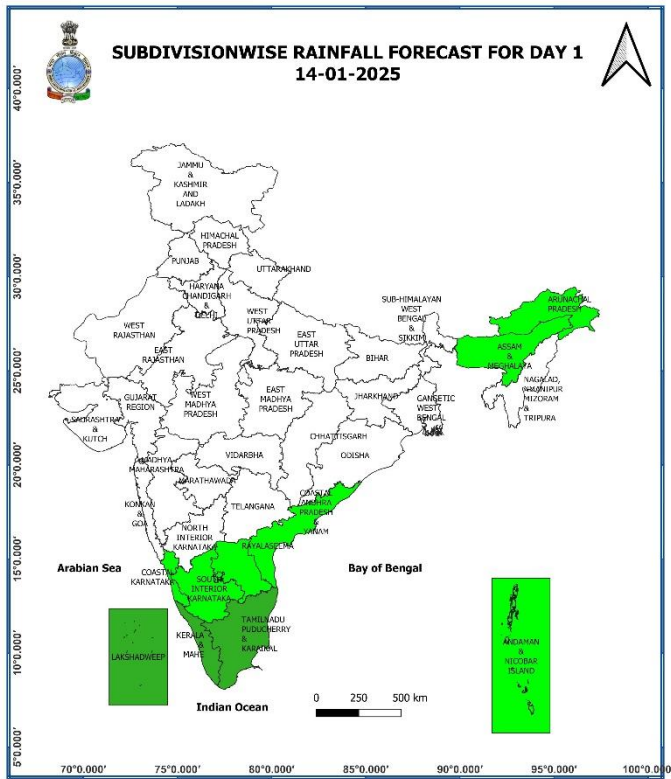 SUBDIVISIONWISE RAINFALL FORECAST FOR DAY 1
14-01-2025
40°0.000'
35°0.000'
30°0.000'
25°0.000'
20°0.000'
15°0.000'
10°0.000'
5°0.000'
JAMMU
&
KASHMIR
AND
LADAKH
HIMACHAL
PRADESH
PUNJAB
UTTARAKHAND
HARYANA
CHANDIGARH
&
DELHI
WEST
UTTAR
PRADESH
SUB-HIMALAYAN
WEST
BENGAL
&
SIKKIM
ARUNACHAL
PRADESH
WEST
RAJASTHAN
EAST
RAJASTHAN
EAST
UTTAR
PRADESH
BIHAR
ASSAM
&
MEGHALAYA
NAGALAD,
MANIPUR
MIZORAM
&
TRIPURA
GUJARAT
REGION
WEST
MADHYA
PRADESH
EAST
MADHYA
PRADESH
JHARKHAND
GANGETIC
WEST
BENGAL
SAURASHTRA
&
KUTCH
CHHATTISGARH
ODISHA
VIDARBHA
MADHYA
MAHARASHTRA
MARATHAWADA
KONKAN
&
GOA
TELANGANA
COASTAL
ANDHRA
PRADESH
&
YANAM
NORTH
INTERIOR
KARNATAKA
RAYALASEEMA
Arabian Sea
Bay of Bengal
COASTAL
KARNATAKA
SOUTH
INTERIOR
KARNATAKA
TAMILNADU
PUDUCHERRY
&
KARAIKAL
KERALA
&
MAHE
LAKSHADWEEP
ANDAMAN
&
NICOBAR
ISLAND
Indian Ocean
0 250 500 km
70°0.000' 75°0.000' 80°0.000' 85°0.000' 90°0.000' 95°0.000' 100°0.000'